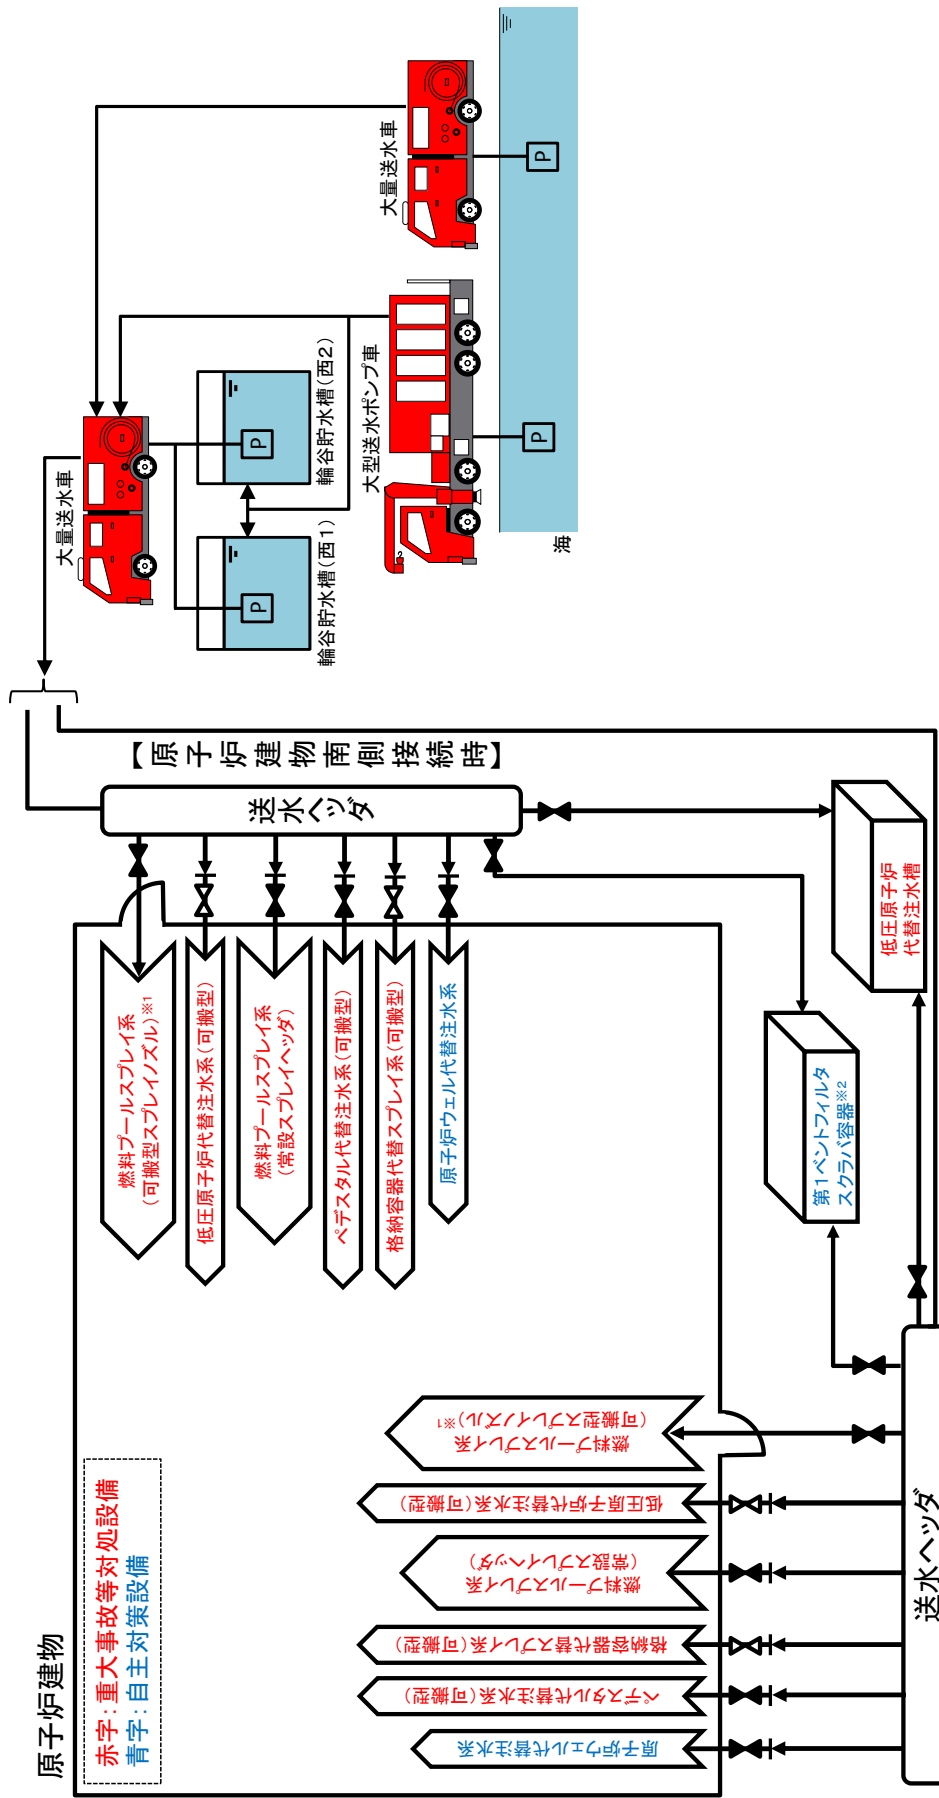 原子炉建物
赤字：重大事故等対処設備
青字：自主対策設備
燃料プールスプレイ系
（可搬型スプレイノズル）※1
低圧原子炉代替注水系（可搬型）
燃料プールスプレイ系
（常設スプレイヘッダ）
ペデスタル代替注水系（可搬型）
格納容器代替スプレイ系（可搬型）
原子炉ウェル代替注水系
送水ヘッダ
【原子炉建物南側接続時】
大量送水車
P
P
輪谷貯水槽（西1）
輪谷貯水槽（西2）
大量送水車
大型送水ポンプ車
P
P
海
低圧原子炉
代替注水槽
第1ベントフィルタ
スクラバ容器※2
燃料プールスプレイ系
（可搬型スプレイノズル）※1
低圧原子炉代替注水系（可搬型）
燃料プールスプレイ系
（常設スプレイヘッダ）
格納容器代替スプレイ系（可搬型）
ペデスタル代替注水系（可搬型）
原子炉ウェル代替注水系
送水ヘッダ